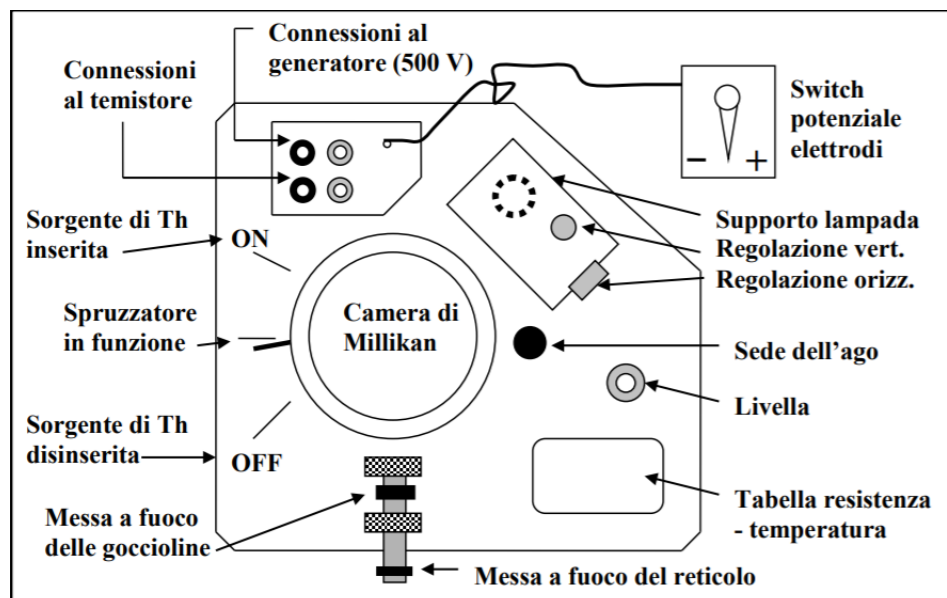 Connessioni al
generatore (500 V)
Connessioni
al temistore
Switch
potenziale
elettrodi
- +
Sorgente di Th
inserita
ON
Supporto lampada
Regolazione vert.
Regolazione orizz.
Spruzzatore
in funzione
Camera di
Millikan
Sede dell’ago
Livella
Sorgente di Th
disinserita
OFF
Messa a fuoco
delle goccioline
Tabella resistenza
- temperatura
Messa a fuoco del reticolo